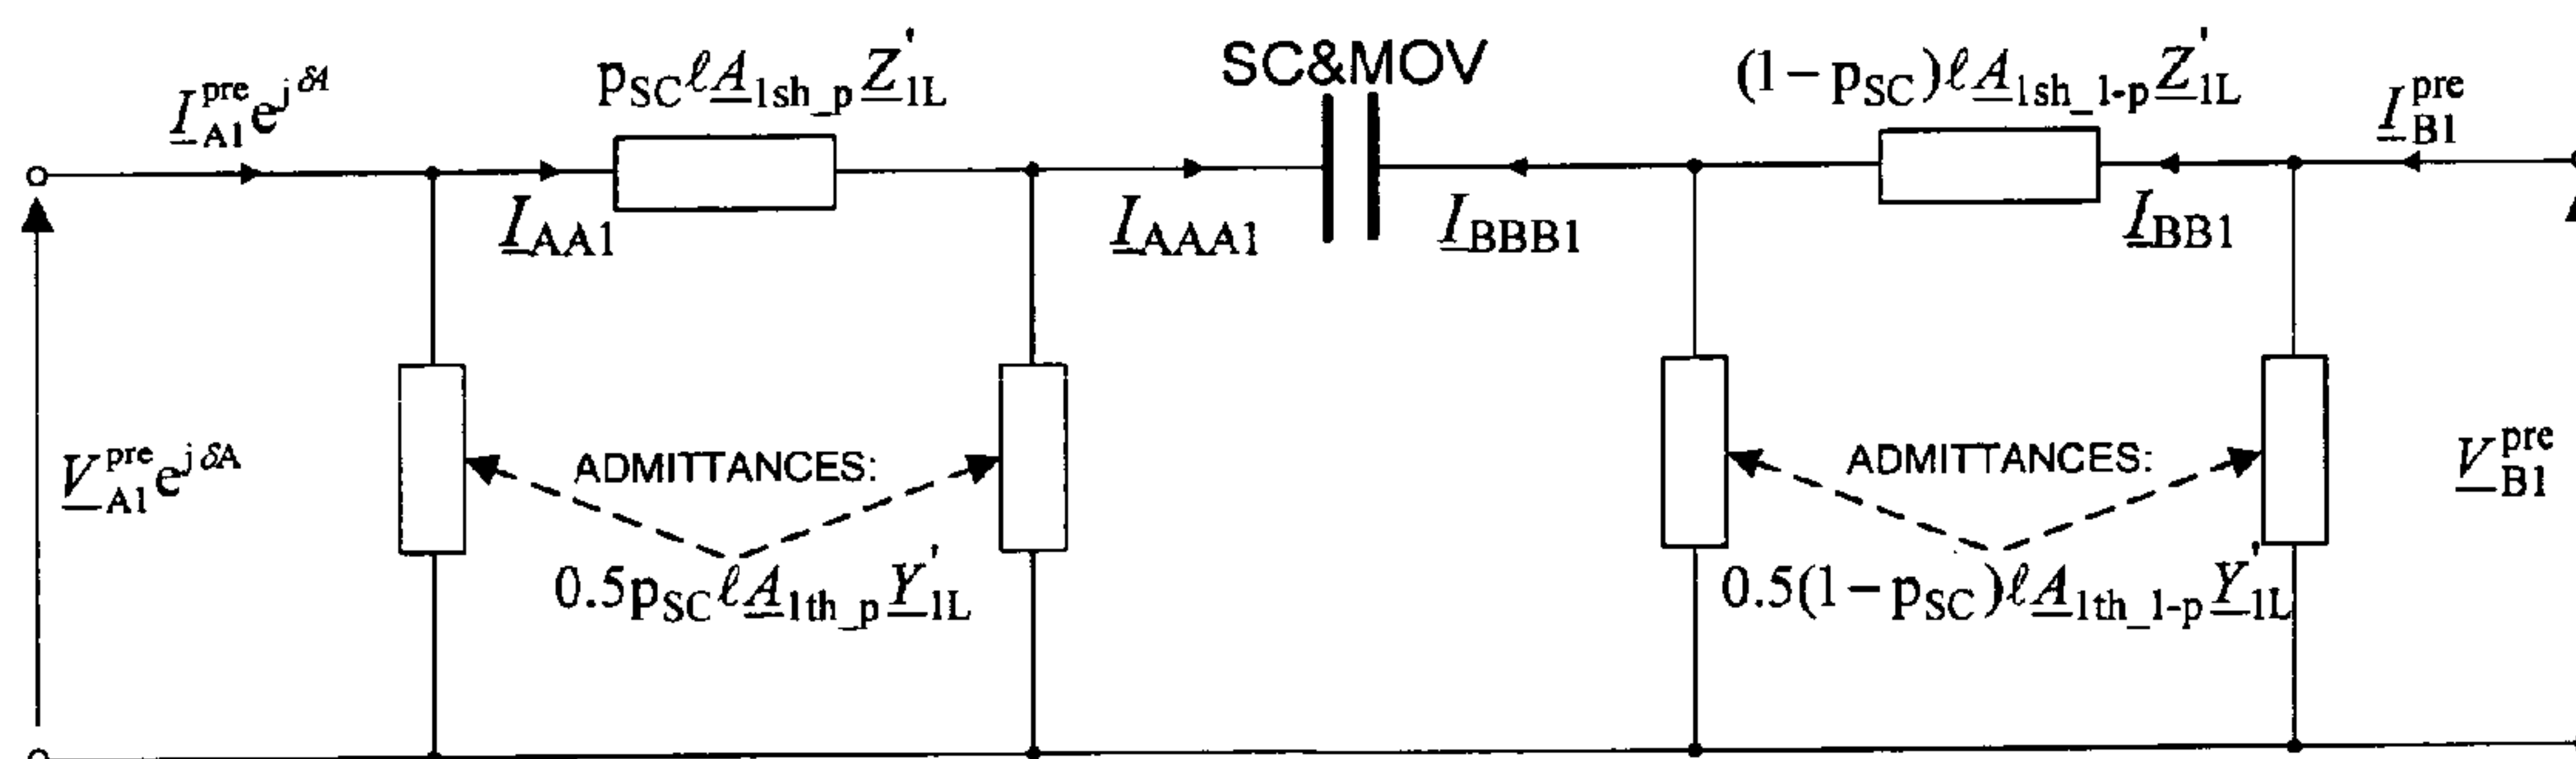 I_A1^pre e^jδA
p_SC ℓ A_1sh_p Z'_1L
SC&MOV
(1−p_SC)ℓ A_1sh_1-p Z'_1L
I_B1^pre
I_AA1
I_AAA1
I_BBB1
I_BB1
V_A1^pre e^jδA
ADMITTANCES:
0.5p_SC ℓ A_1th_p Y'_1L
ADMITTANCES:
0.5(1−p_SC)ℓ A_1th_1-p Y'_1L
V_B1^pre